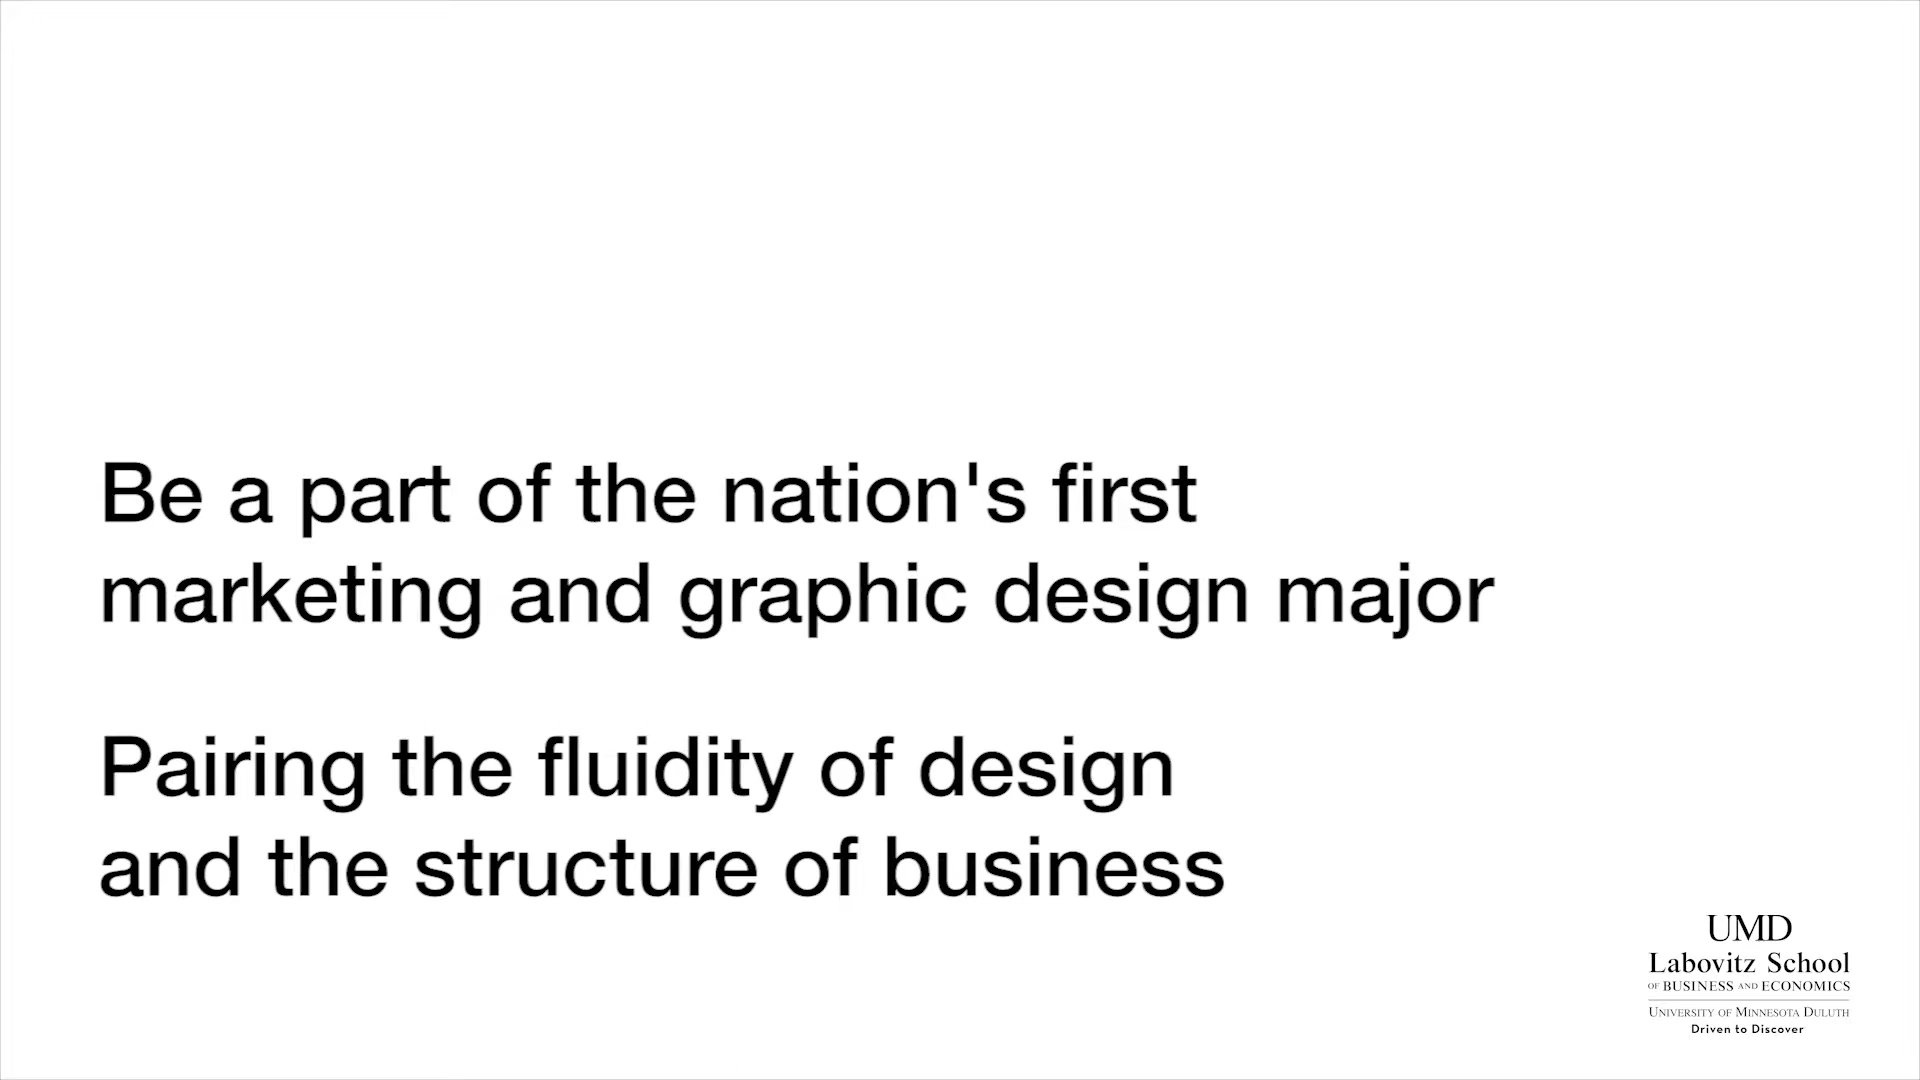 Be a part of the nation's first
marketing and graphic design major
Pairing the fluidity of design
and the structure of business
UMD
Labovitz School
OF BUSINESS AND ECONOMICS
UNIVERSITY OF MINNESOTA DULUTH
Driven to Discover